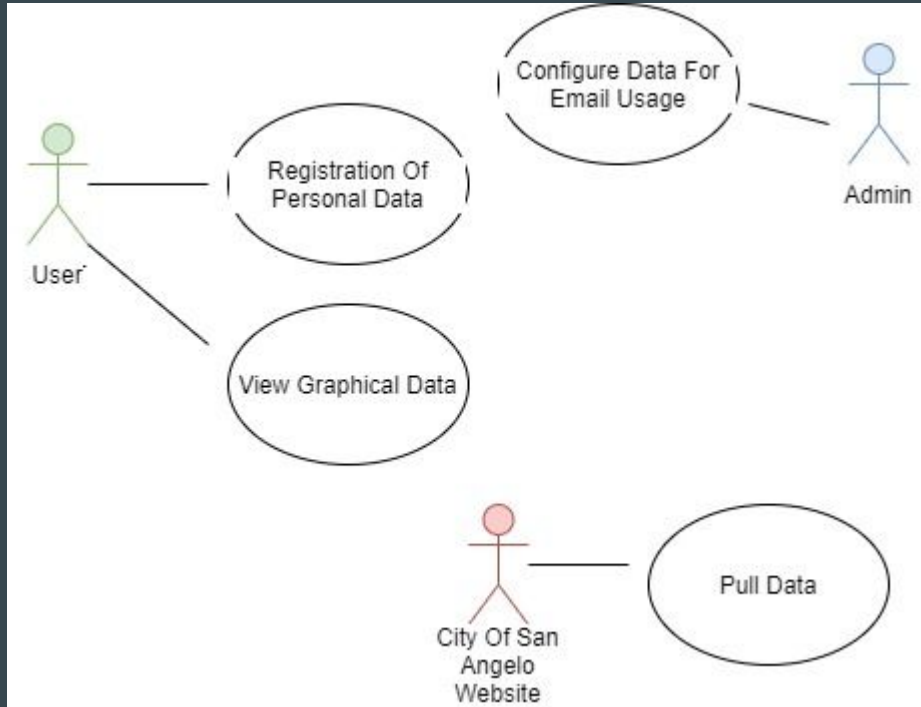 Configure Data For
Email Usage
Admin
Registration Of
Personal Data
User
View Graphical Data
City Of San
Angelo
Website
Pull Data